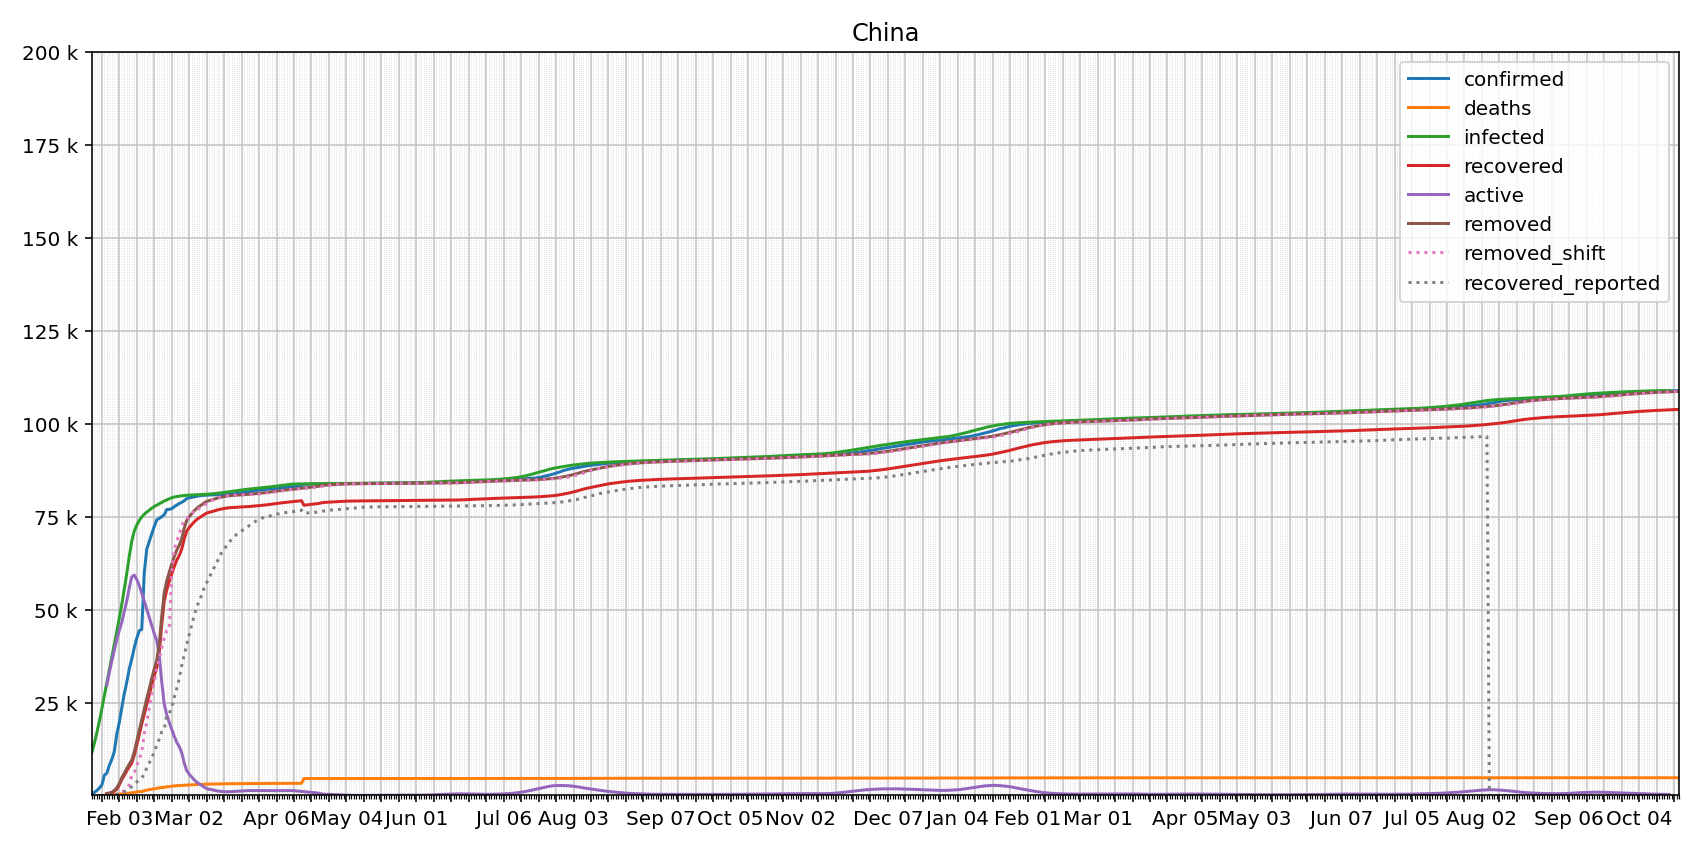 China
200 k
175 k
150 k
125 k
100 k
75 k
50 k
25 k
confirmed
deaths
infected
recovered
active
removed
removed_shift
recovered_reported
Feb 03 Mar 02 Apr 06 May 04 Jun 01 Jul 06 Aug 03 Sep 07 Oct 05 Nov 02 Dec 07 Jan 04 Feb 01 Mar 01 Apr 05 May 03 Jun 07 Jul 05 Aug 02 Sep 06 Oct 04